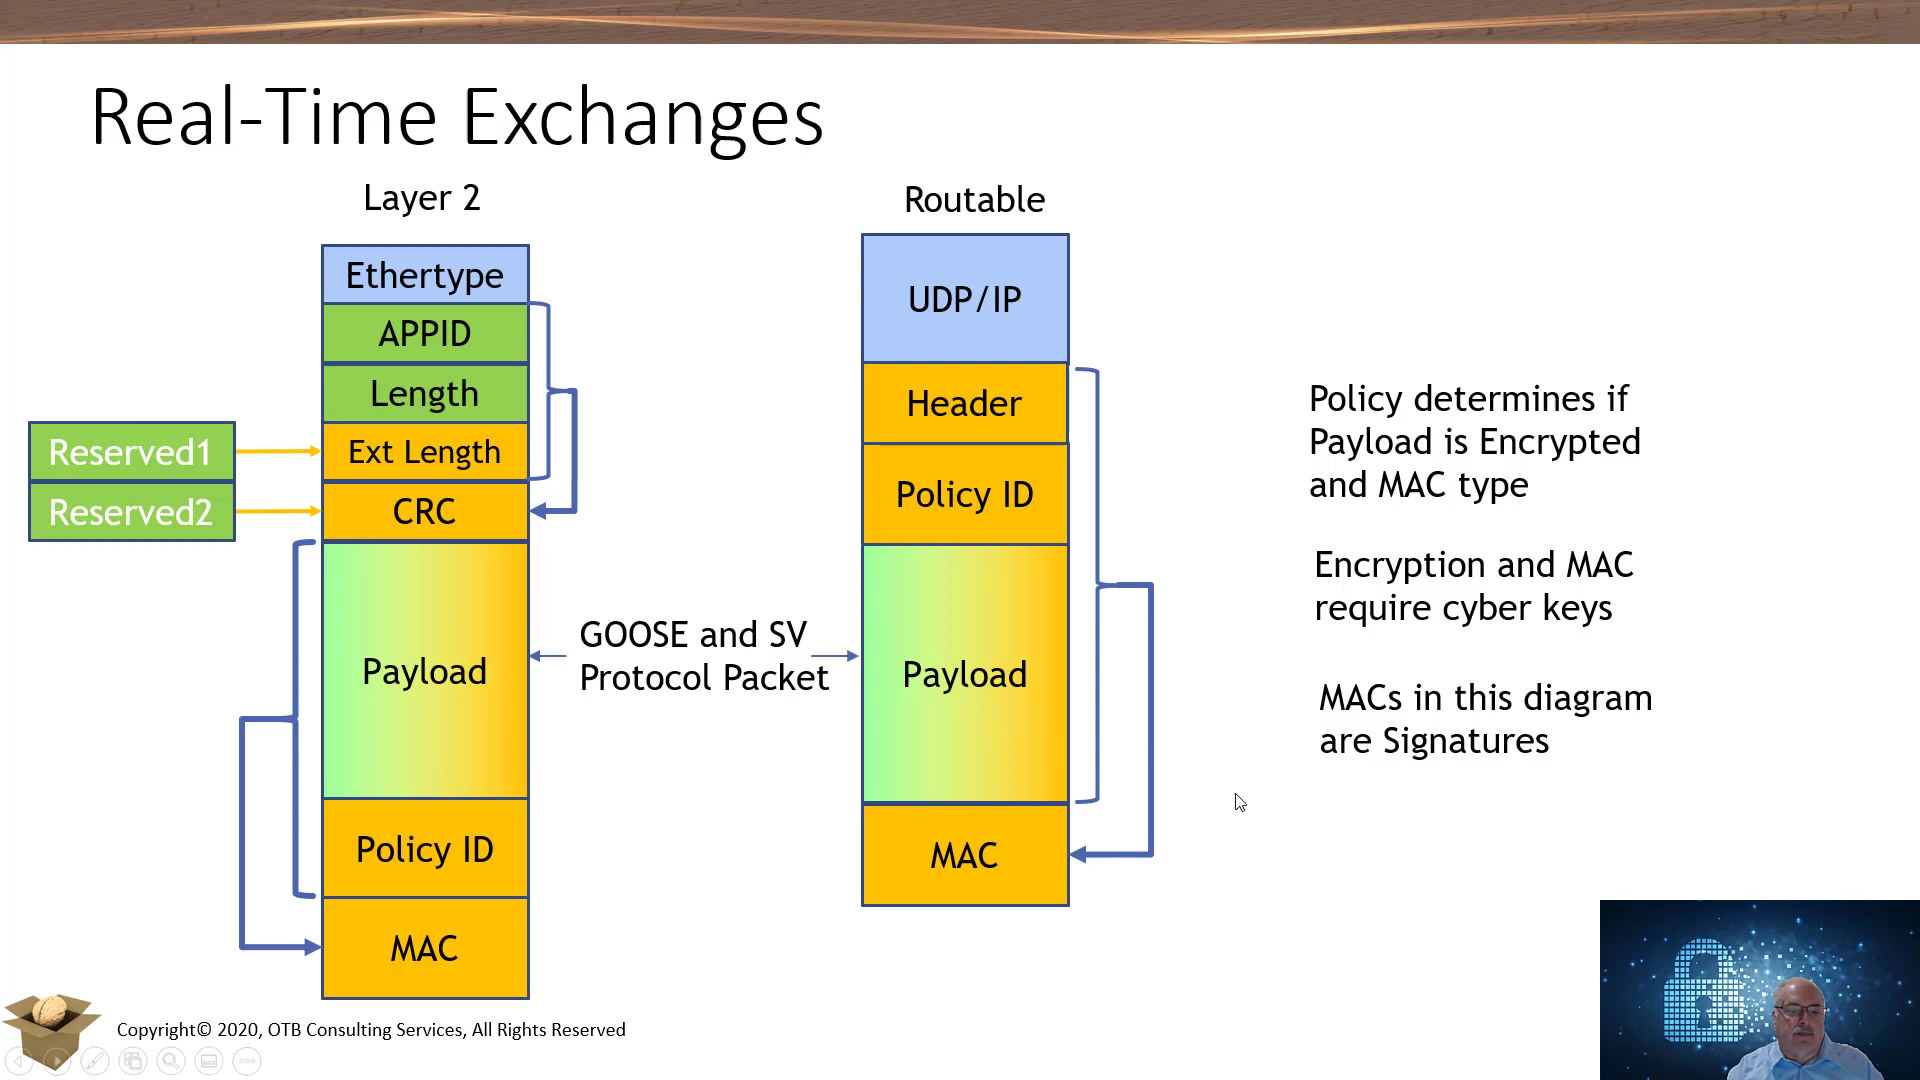 Real-Time Exchanges
Layer 2
Routable
Ethertype
APPID
Length
Ext Length
CRC
Payload
Policy ID
MAC
Reserved1
Reserved2
GOOSE and SV
Protocol Packet
UDP/IP
Header
Policy ID
Payload
MAC
Policy determines if
Payload is Encrypted
and MAC type
Encryption and MAC
require cyber keys
MACs in this diagram
are Signatures
Copyright© 2020, OTB Consulting Services, All Rights Reserved